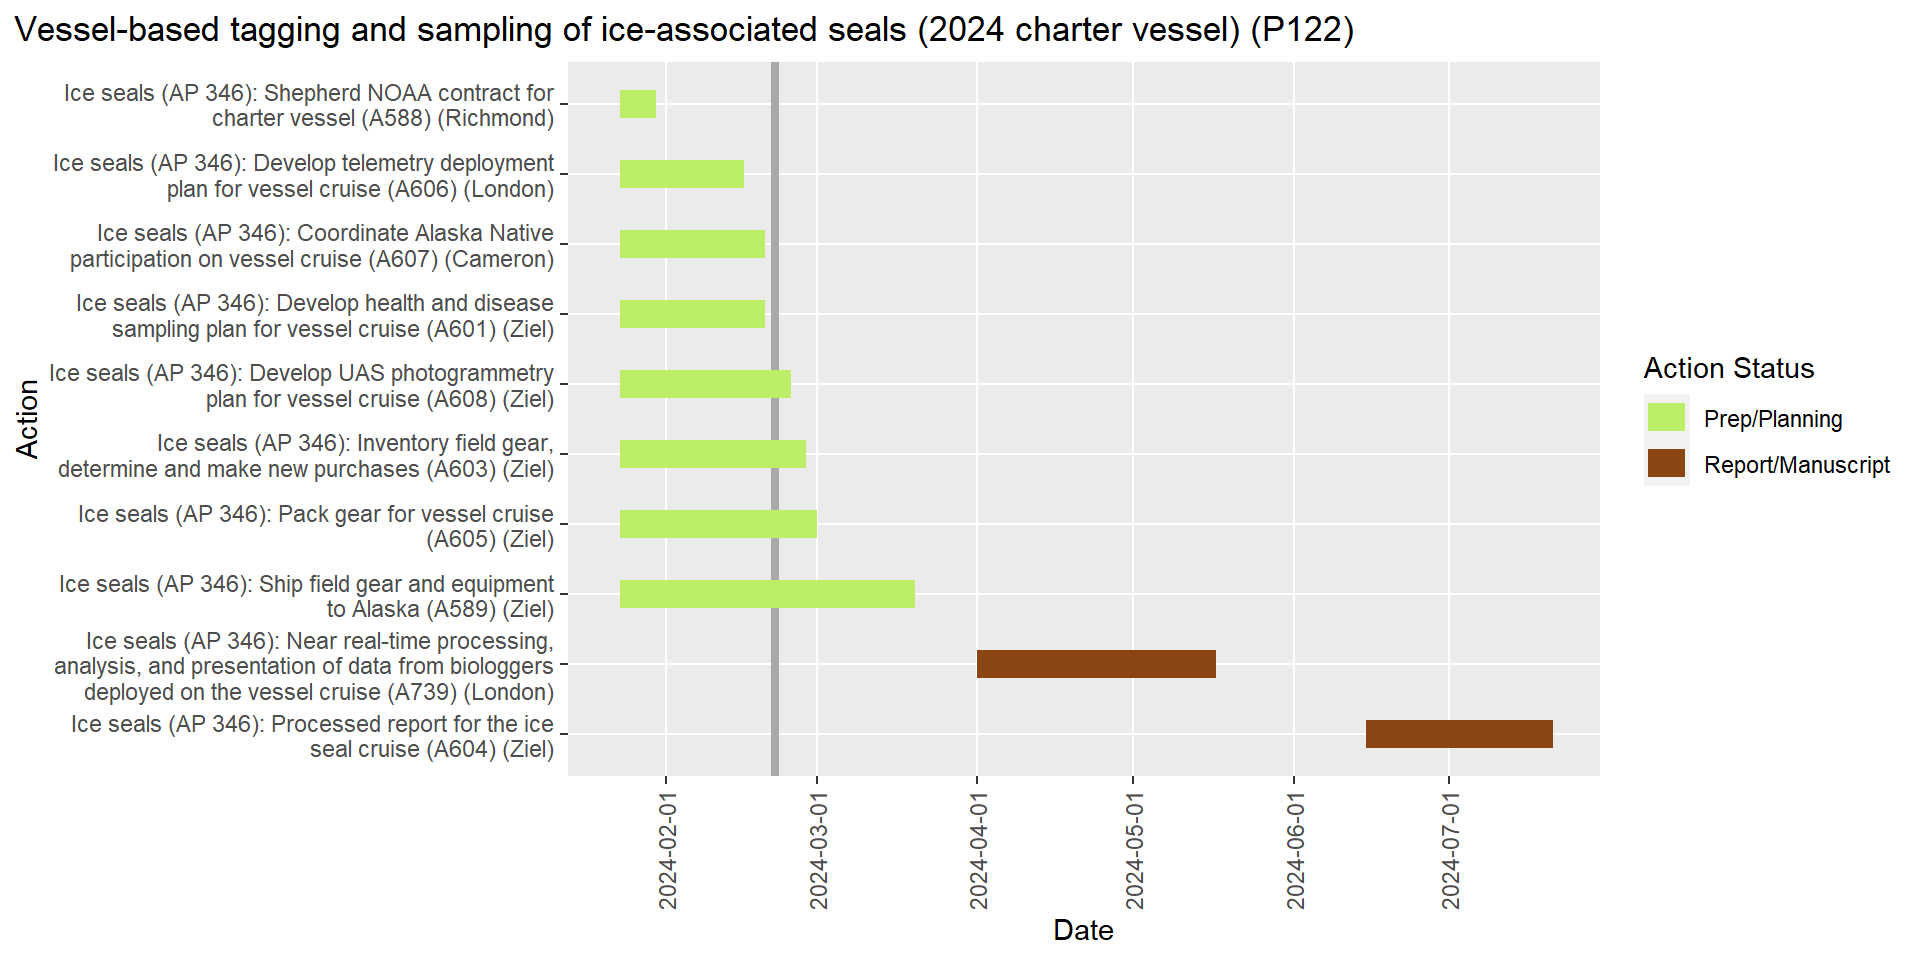 Vessel-based tagging and sampling of ice-associated seals (2024 charter vessel) (P122)
Action
Ice seals (AP 346): Shepherd NOAA contract for
charter vessel (A588) (Richmond)
Ice seals (AP 346): Develop telemetry deployment
plan for vessel cruise (A606) (London)
Ice seals (AP 346): Coordinate Alaska Native
participation on vessel cruise (A607) (Cameron)
Ice seals (AP 346): Develop health and disease
sampling plan for vessel cruise (A601) (Ziel)
Ice seals (AP 346): Develop UAS photogrammetry
plan for vessel cruise (A608) (Ziel)
Ice seals (AP 346): Inventory field gear,
determine and make new purchases (A603) (Ziel)
Ice seals (AP 346): Pack gear for vessel cruise
(A605) (Ziel)
Ice seals (AP 346): Ship field gear and equipment
to Alaska (A589) (Ziel)
Ice seals (AP 346): Near real-time processing,
analysis, and presentation of data from biologgers
deployed on the vessel cruise (A739) (London)
Ice seals (AP 346): Processed report for the ice
seal cruise (A604) (Ziel)
2024-02-01
2024-03-01
2024-04-01
2024-05-01
2024-06-01
2024-07-01
Date
Action Status
Prep/Planning
Report/Manuscript